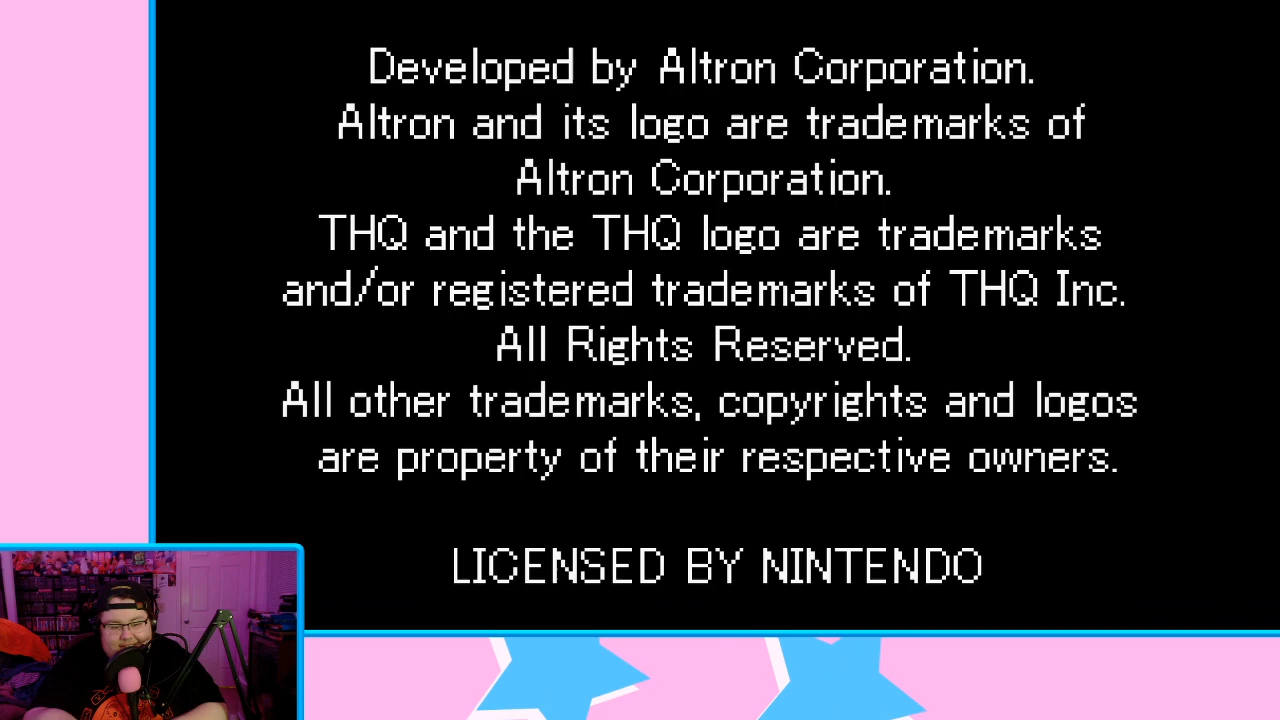 Developed by Altron Corporation.
Altron and its logo are trademarks of
Altron Corporation.
THQ and the THQ logo are trademarks
and/or registered trademarks of THQ Inc.
All Rights Reserved.
All other trademarks, copyrights and logos
are property of their respective owners.
LICENSED BY NINTENDO